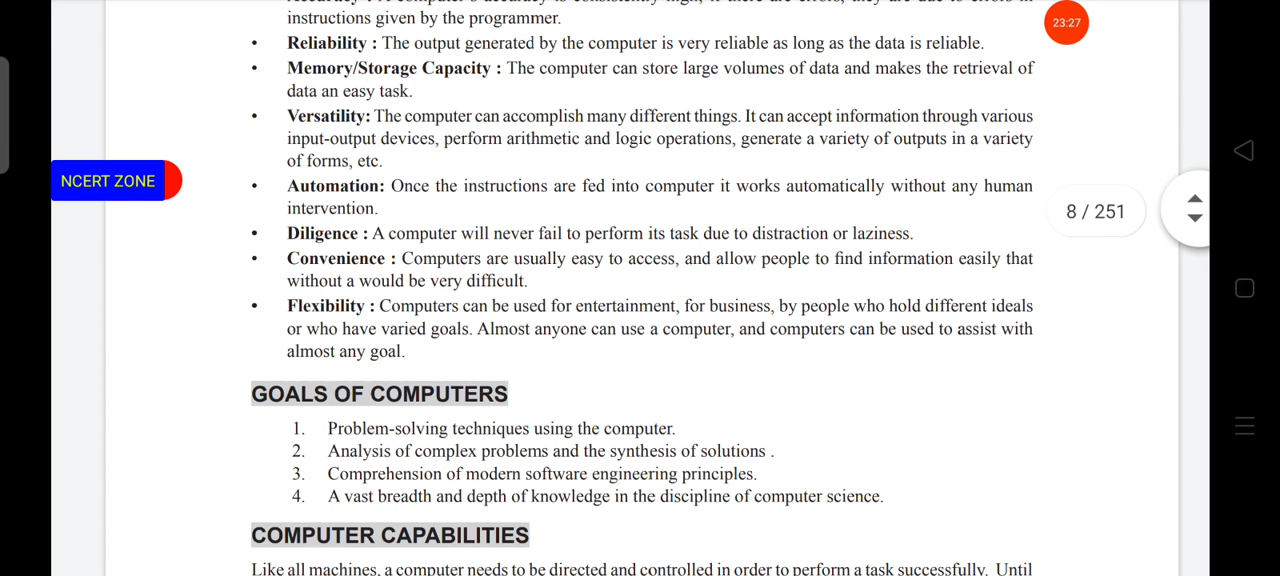 instructions given by the programmer.
23:27
• Reliability : The output generated by the computer is very reliable as long as the data is reliable.
• Memory/Storage Capacity : The computer can store large volumes of data and makes the retrieval of
data an easy task.
• Versatility: The computer can accomplish many different things. It can accept information through various
input-output devices, perform arithmetic and logic operations, generate a variety of outputs in a variety
of forms, etc.
NCERT ZONE
• Automation: Once the instructions are fed into computer it works automatically without any human
intervention.
8 / 251
• Diligence : A computer will never fail to perform its task due to distraction or laziness.
• Convenience : Computers are usually easy to access, and allow people to find information easily that
without a would be very difficult.
• Flexibility : Computers can be used for entertainment, for business, by people who hold different ideals
or who have varied goals. Almost anyone can use a computer, and computers can be used to assist with
almost any goal.
GOALS OF COMPUTERS
1. Problem-solving techniques using the computer.
2. Analysis of complex problems and the synthesis of solutions .
3. Comprehension of modern software engineering principles.
4. A vast breadth and depth of knowledge in the discipline of computer science.
COMPUTER CAPABILITIES
Like all machines, a computer needs to be directed and controlled in order to perform a task successfully. Until